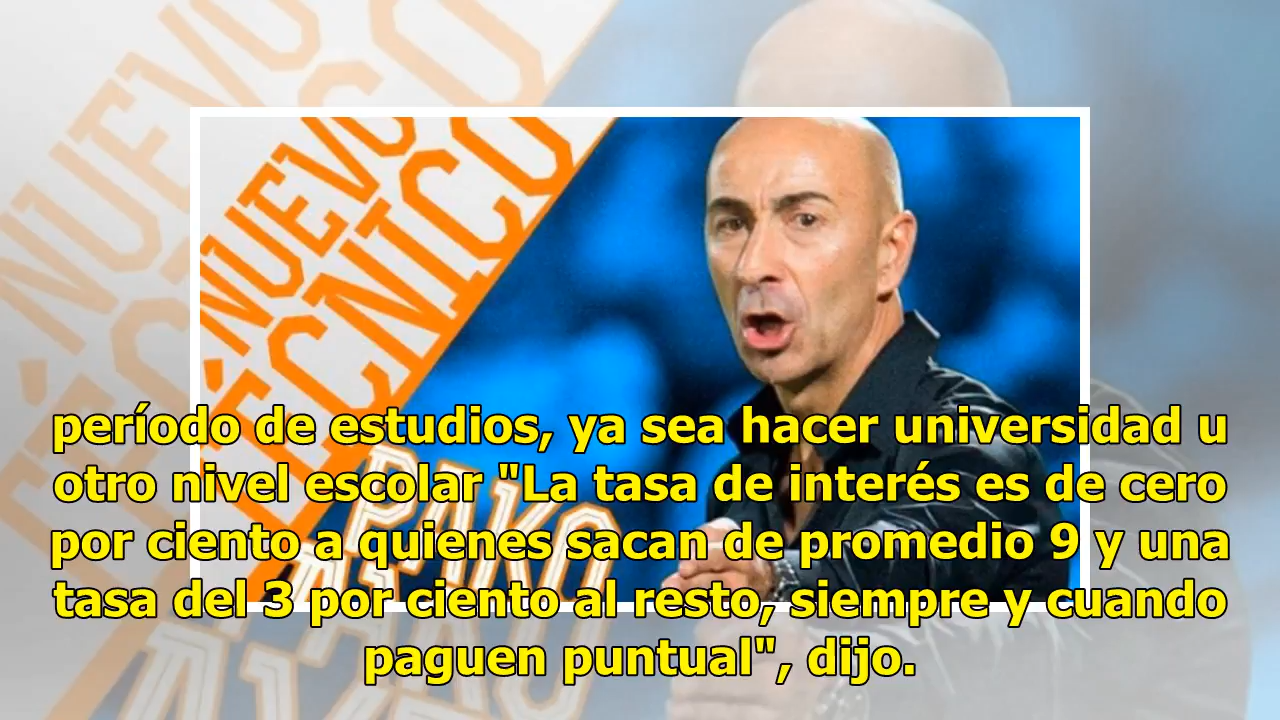 NUEVO
TÉCNICO
PAKO
período de estudios, ya sea hacer universidad u
otro nivel escolar "La tasa de interés es de cero
por ciento a quienes sacan de promedio 9 y una
tasa del 3 por ciento al resto, siempre y cuando
paguen puntual", dijo.